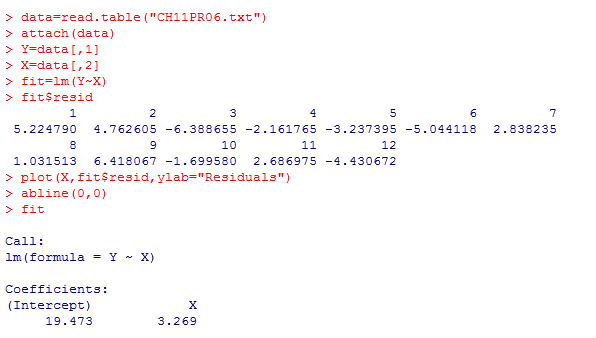 > data=read.table("CH11PR06.txt")
> attach(data)
> Y=data[,1]
> X=data[,2]
> fit=lm(Y~X)
> fit$resid
1 2 3 4 5 6 7
5.224790 4.762605 -6.388655 -2.161765 -3.237395 -5.044118 2.838235
8 9 10 11 12
1.031513 6.418067 -1.699580 2.686975 -4.430672
> plot(X,fit$resid,ylab="Residuals")
> abline(0,0)
> fit
Call:
lm(formula = Y ~ X)
Coefficients:
(Intercept) X
19.473 3.269